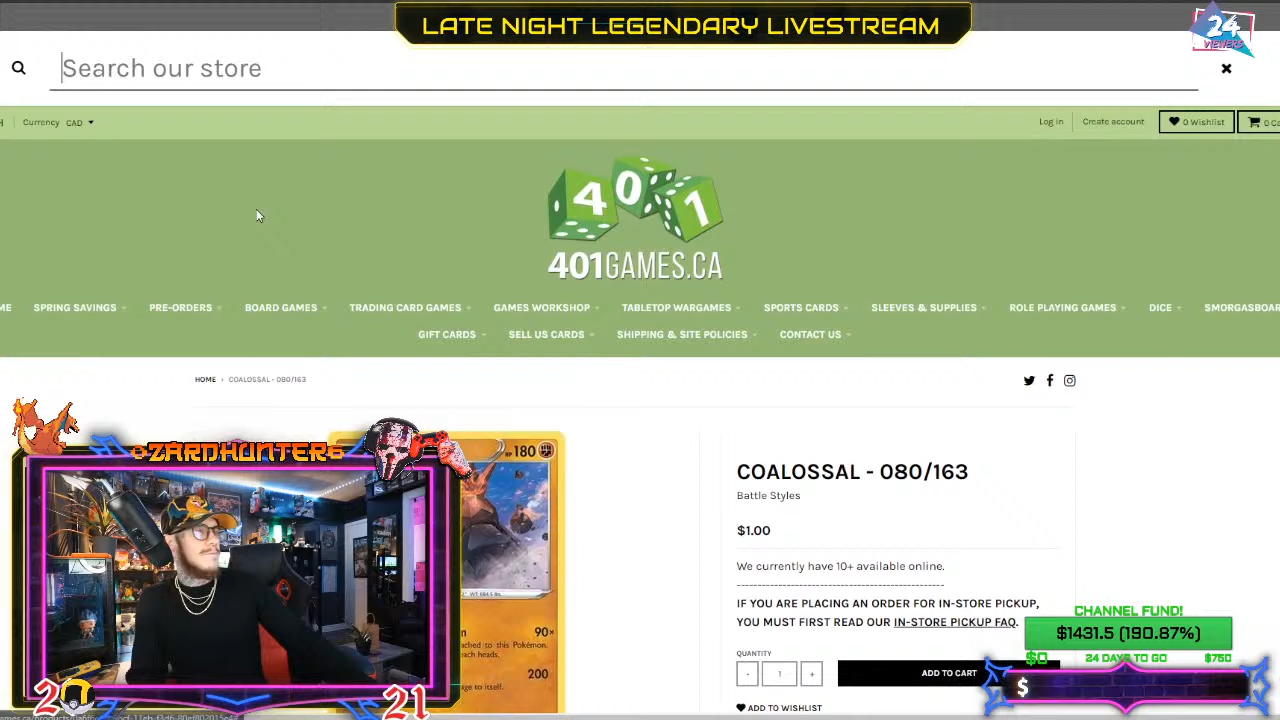 LATE NIGHT LEGENDARY LIVESTREAM
24
VIEWERS
Search our store
Currency CAD
Log in
Create account
0 Wishlist
401
401GAMES.CA
SPRING SAVINGS
PRE-ORDERS
BOARD GAMES
TRADING CARD GAMES
GAMES WORKSHOP
TABLETOP WARGAMES
SPORTS CARDS
SLEEVES & SUPPLIES
ROLE PLAYING GAMES
DICE
GIFT CARDS
SELL US CARDS
SHIPPING & SITE POLICIES
CONTACT US
HOME › COALOSSAL - 080/163
ZARDHUNTER6
HP 180
COALOSSAL - 080/163
Battle Styles
$1.00
We currently have 10+ available online.
IF YOU ARE PLACING AN ORDER FOR IN-STORE PICKUP,
YOU MUST FIRST READ OUR IN-STORE PICKUP FAQ.
QUANTITY
- 1 +
ADD TO CART
ADD TO WISHLIST
90×
200
CHANNEL FUND!
$1431.5 (190.87%)
$0
24 DAYS TO GO
$750
$
2
21